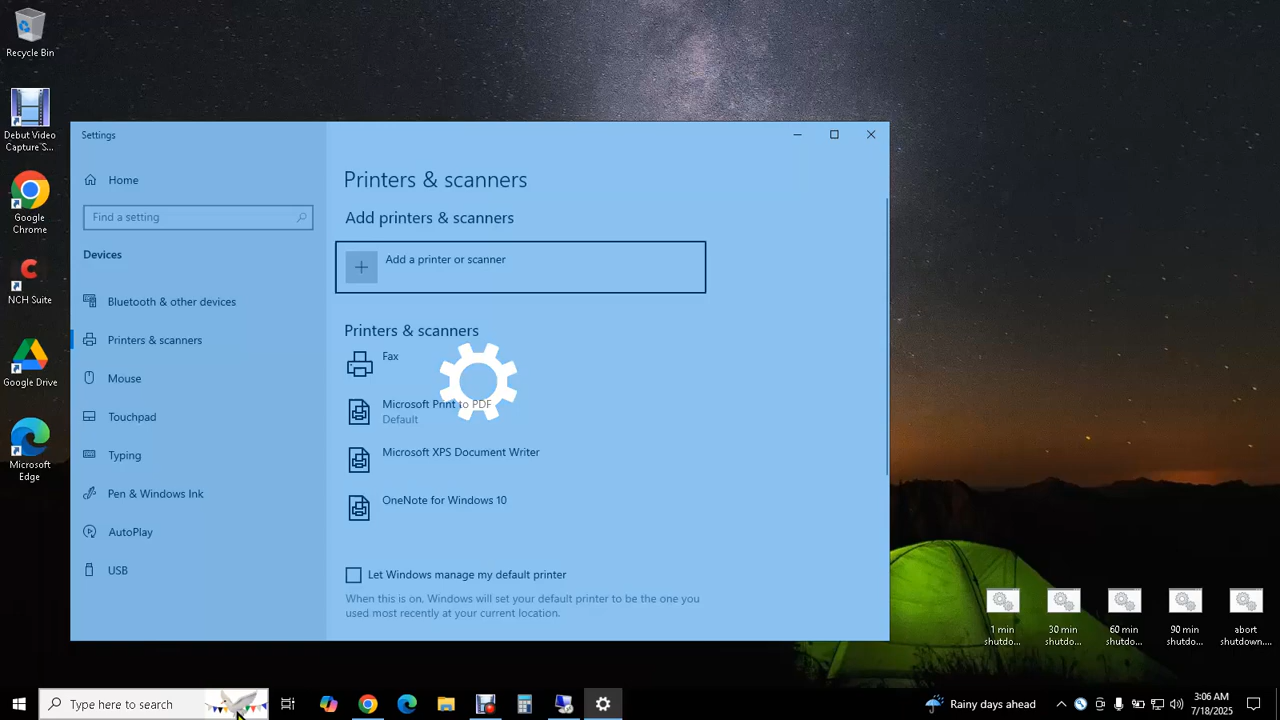 Recycle Bin
Debut Video
Capture "S...
Google
Chrome
NCH Suite
Google Drive
Microsoft
Edge
Settings
Home
Find a setting
Devices
Bluetooth & other devices
Printers & scanners
Mouse
Touchpad
Typing
Pen & Windows Ink
AutoPlay
USB
Printers & scanners
Add printers & scanners
Add a printer or scanner
Printers & scanners
Fax
Microsoft Print to PDF
Default
Microsoft XPS Document Writer
OneNote for Windows 10
Let Windows manage my default printer
When this is on, Windows will set your default printer to be the one you
used most recently at your current location.
1 min
shutdo...
30 min
shutdo...
60 min
shutdo...
90 min
shutdo...
abort
shutdown...
Type here to search
Rainy days ahead
3:06 AM
7/18/2025